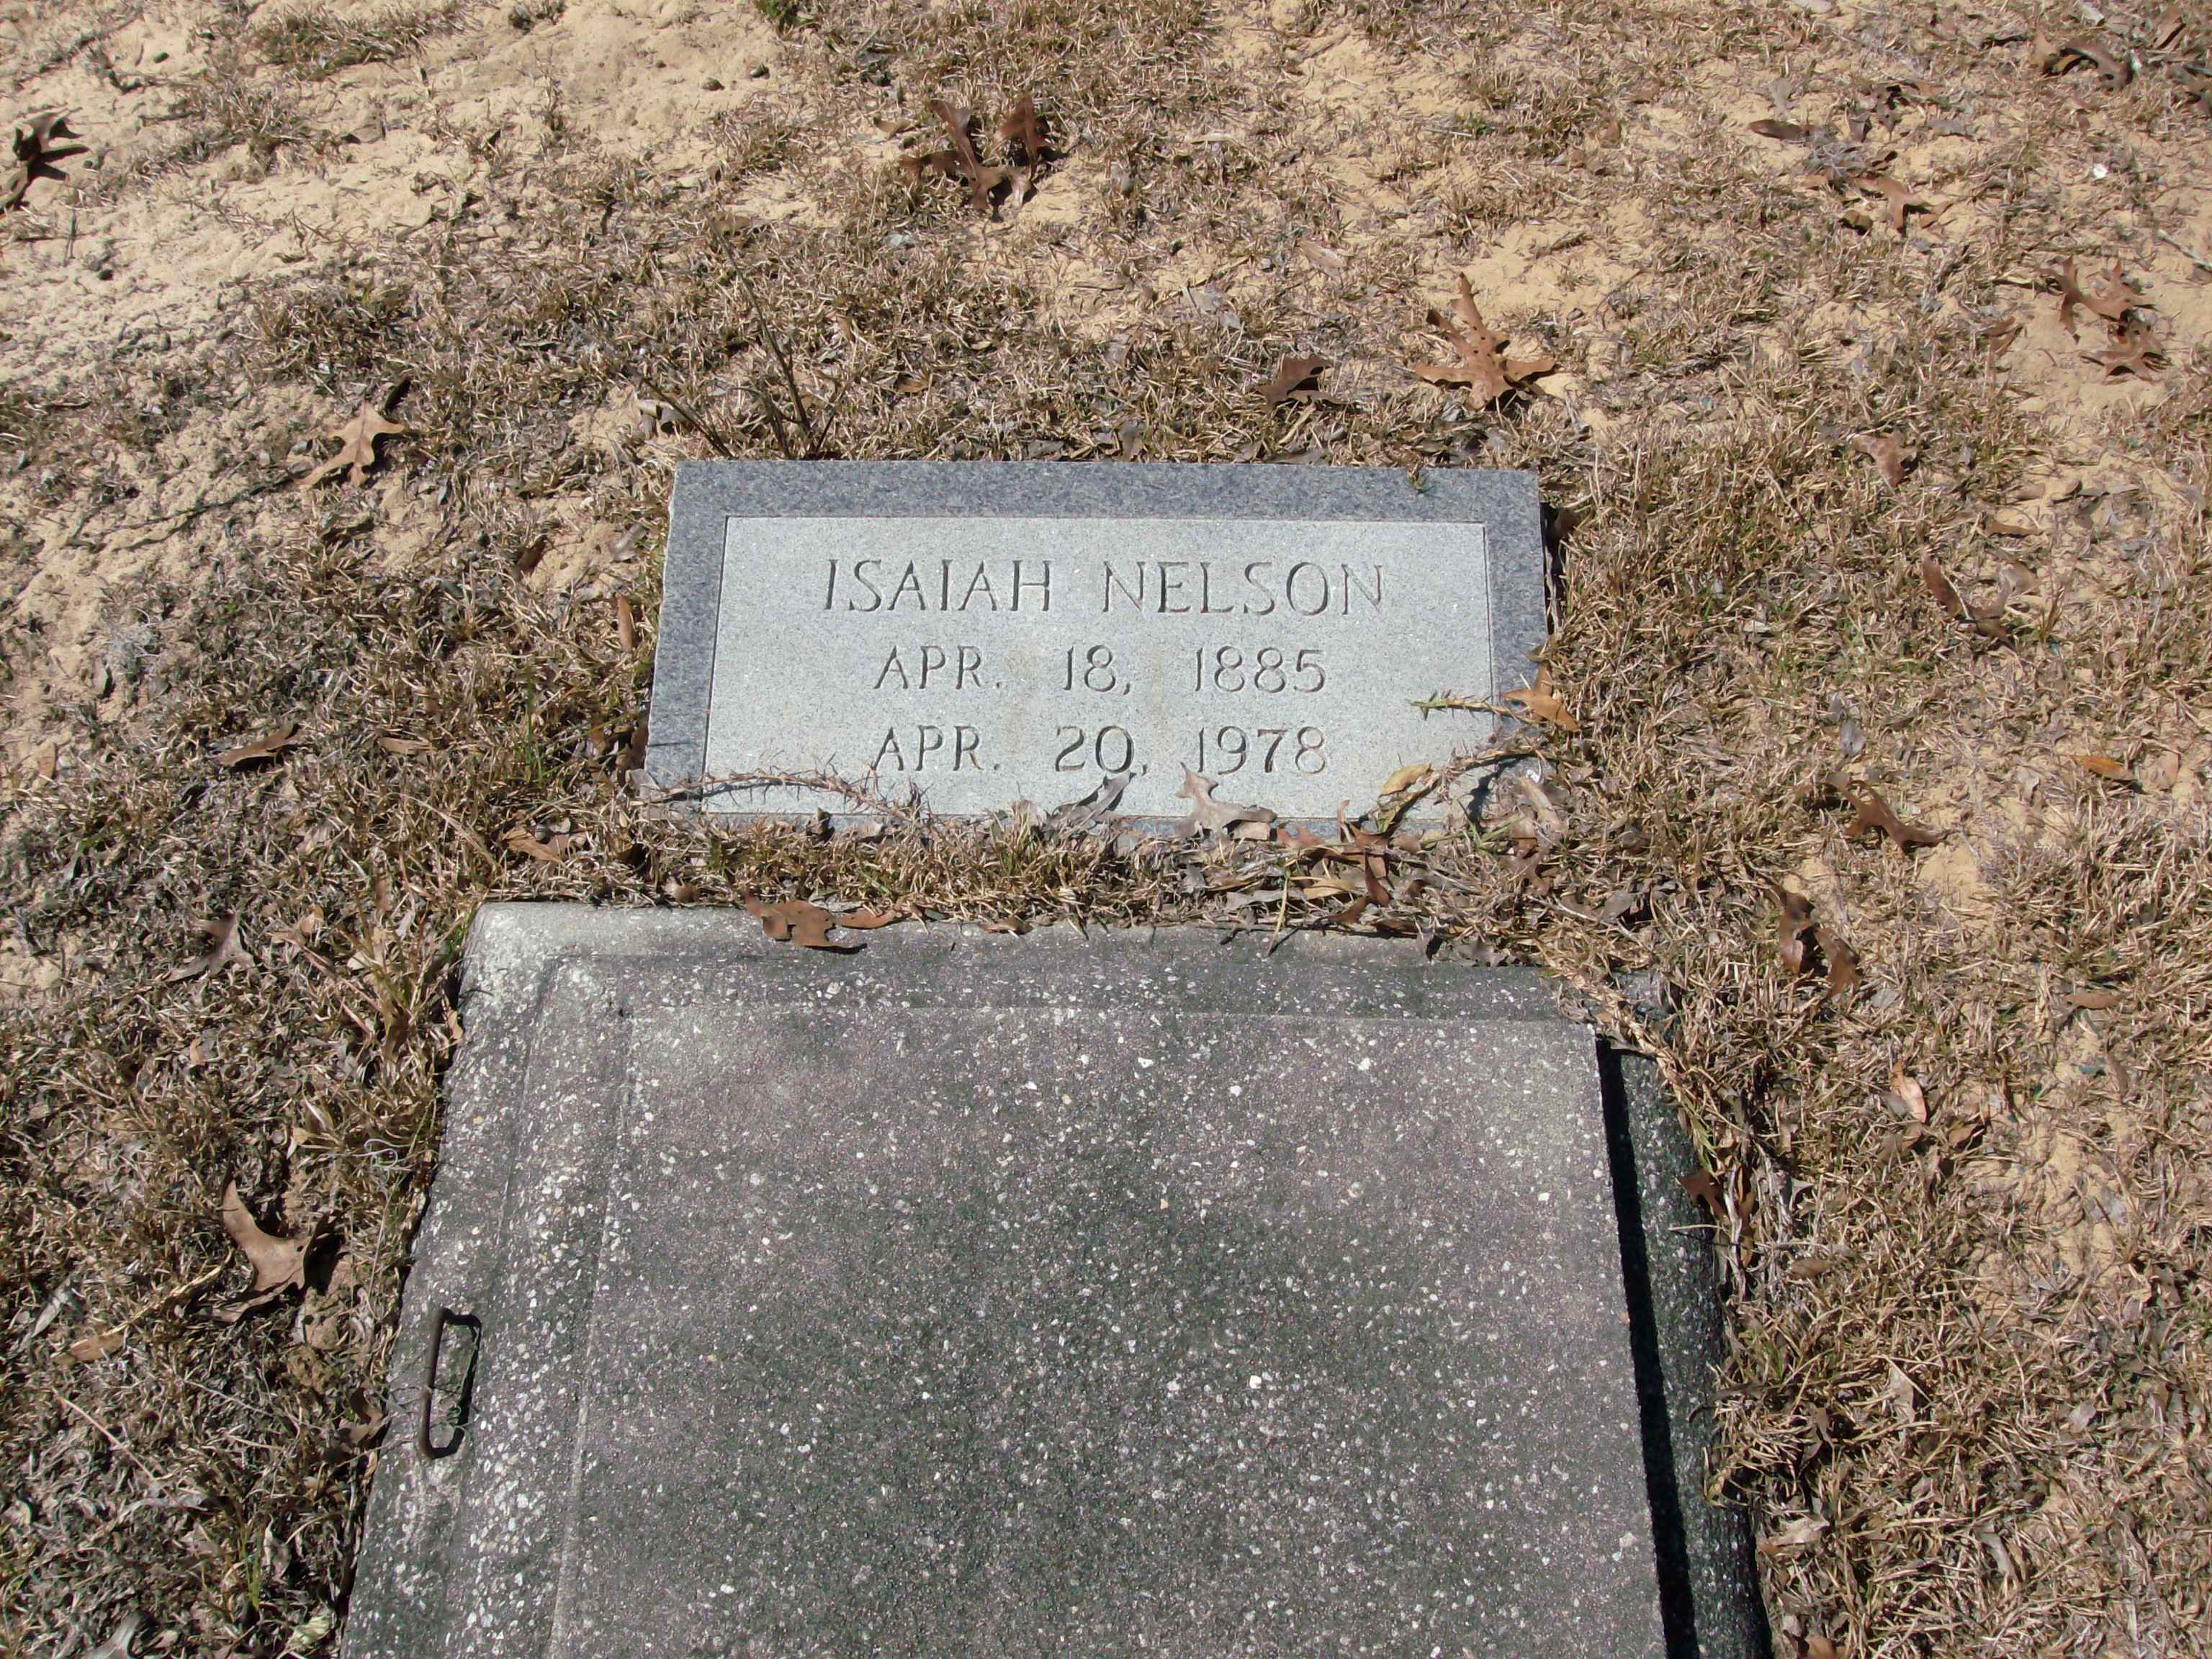 ISAIAH NELSON
APR. 18, 1885
APR. 20, 1978